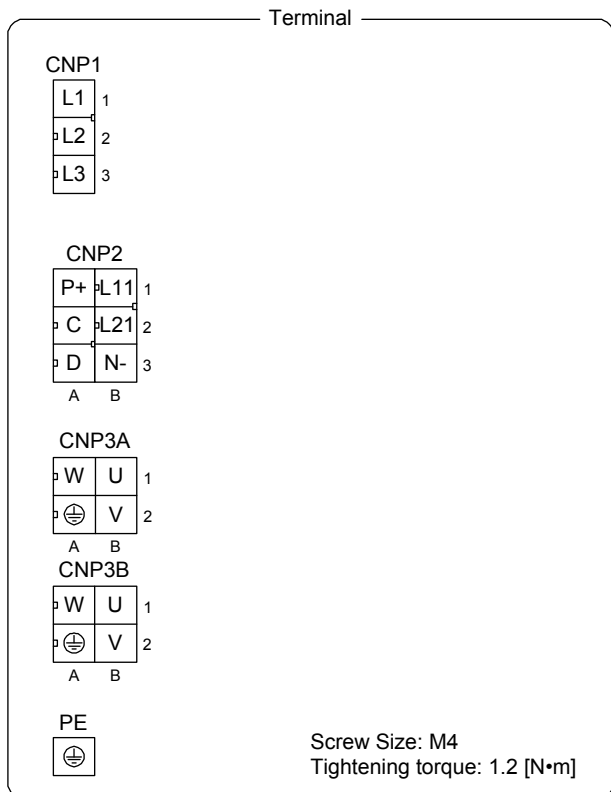 Terminal
CNP1
L1 1
L2 2
L3 3
CNP2
P+ L11 1
C L21 2
D N- 3
A B
CNP3A
W U 1
V 2
A B
CNP3B
W U 1
V 2
A B
PE
Screw Size: M4
Tightening torque: 1.2 [N•m]